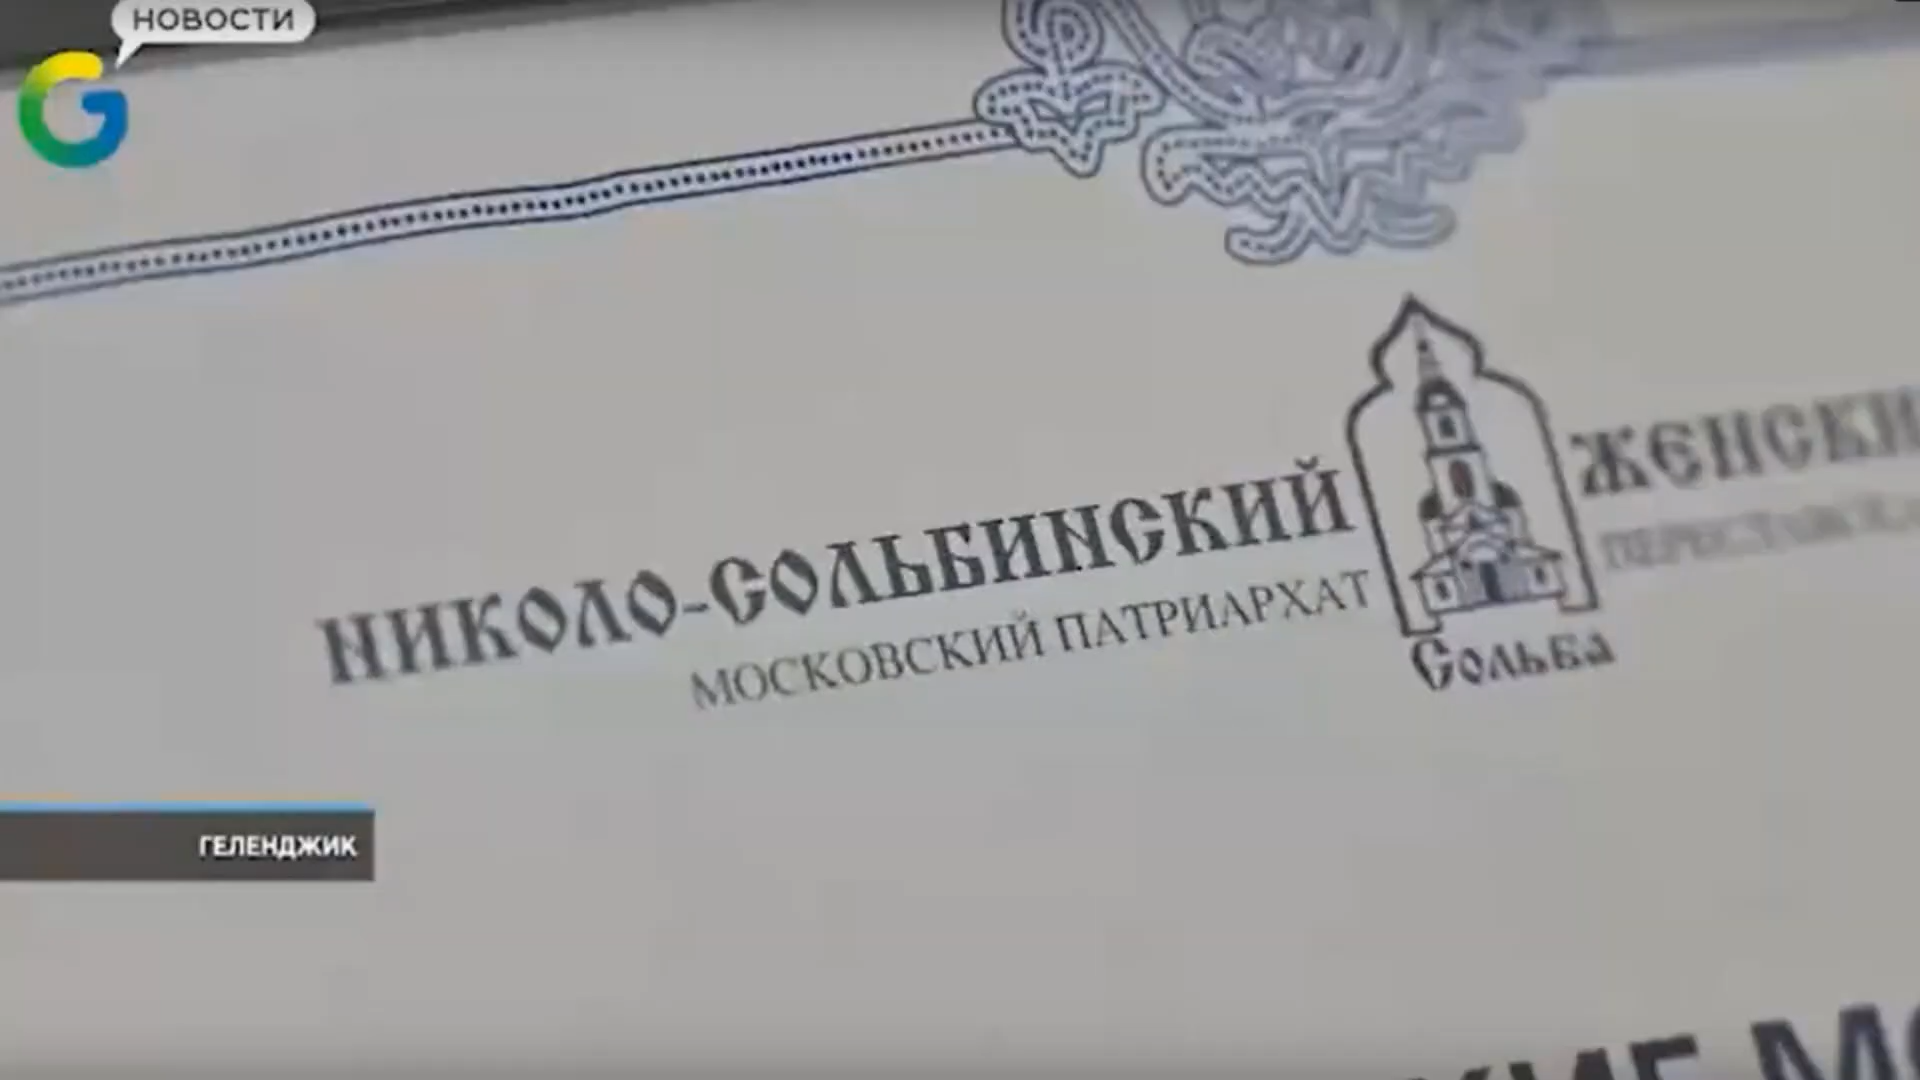 НОВОСТИ
НИКОЛО-СОЛЬБИНСКИЙ ЖЕНСКИ
МОСКОВСКИЙ ПАТРИАРХАТ
Сольба
ГЕЛЕНДЖИК